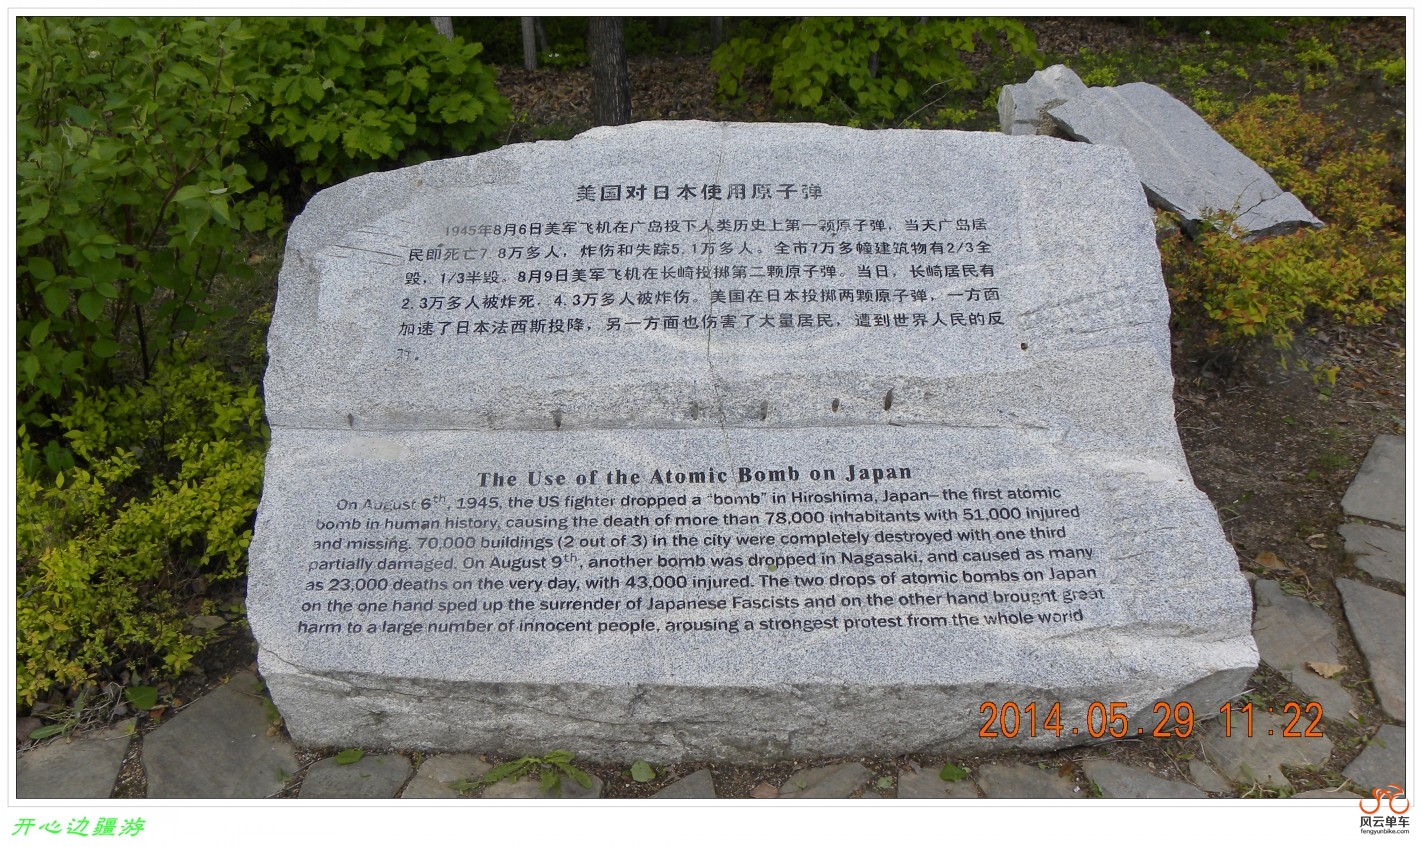 美国对日本使用原子弹
1945年8月6日美军飞机在广岛投下人类历史上第一颗原子弹，当天广岛居
民即死亡7.8万多人，炸伤和失踪5.1万多人。全市7万多幢建筑物有2/3全
毁，1/3半毁。8月9日美军飞机在长崎投掷第二颗原子弹。当日，长崎居民有
2.3万多人被炸死，4.3万多人被炸伤。美国在日本投掷两颗原子弹，一方面
加速了日本法西斯投降，另一方面也伤害了大量居民，遭到世界人民的反
对。
The Use of the Atomic Bomb on Japan
On August 6th, 1945, the US fighter dropped a "bomb" in Hiroshima, Japan– the first atomic
bomb in human history, causing the death of more than 78,000 inhabitants with 51,000 injured
and missing. 70,000 buildings (2 out of 3) in the city were completely destroyed with one third
partially damaged. On August 9th, another bomb was dropped in Nagasaki, and caused as many
as 23,000 deaths on the very day, with 43,000 injured. The two drops of atomic bombs on Japan
on the one hand sped up the surrender of Japanese Fascists and on the other hand brought great
harm to a large number of innocent people, arousing a strongest protest from the whole world
2014.05.29 11:22
开心边疆游
风云单车
fengyunbike.com